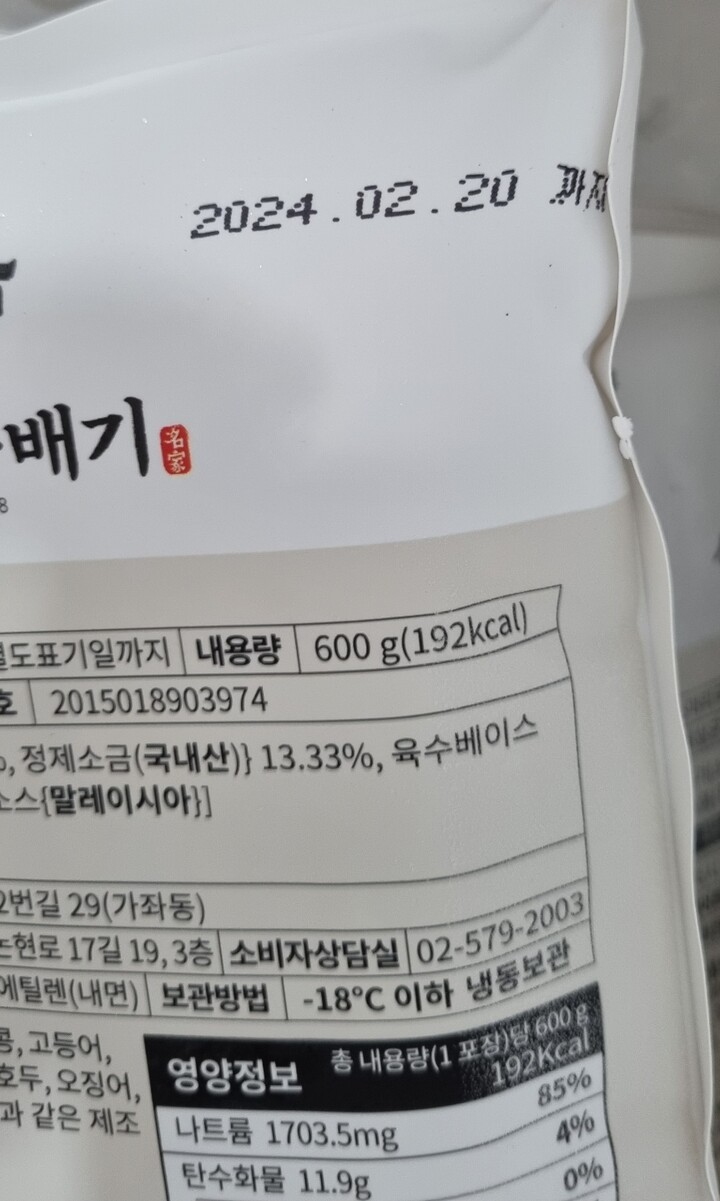 2024.02.20 까지
배기 名家
8
별도표기일까지 내용량 600 g(192kcal)
호 2015018903974
%, 정제소금(국내산)} 13.33%, 육수베이스
소스{말레이시아}]
2번길 29(가좌동)
논현로 17길 19, 3층 소비자상담실 02-579-2003
에틸렌(내면) 보관방법 -18℃ 이하 냉동보관
콩, 고등어,
호두, 오징어,
과 같은 제조
영양정보 총 내용량(1 포장)당 600 g
192Kcal
85%
나트륨 1703.5mg 4%
탄수화물 11.9g 0%